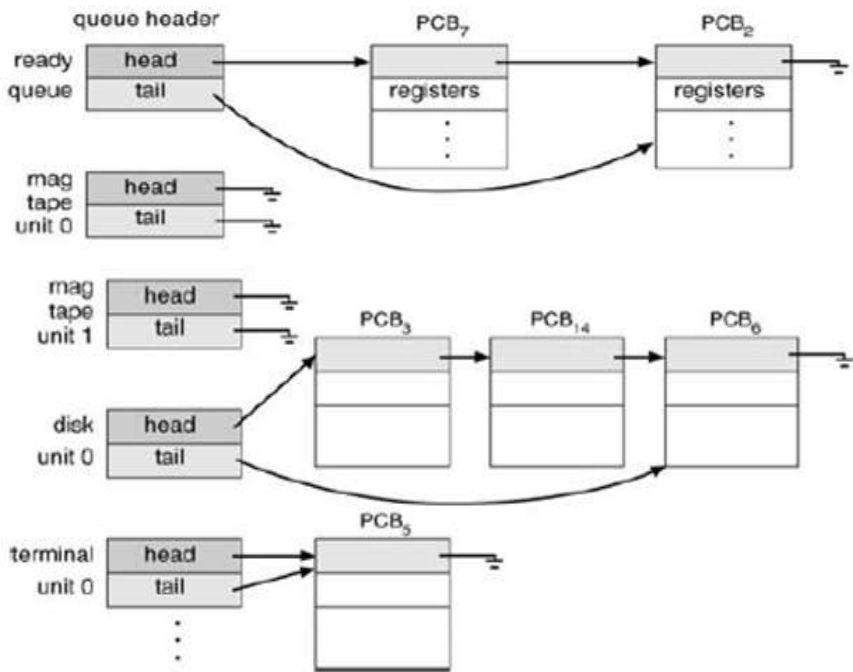 queue header
PCB7
PCB2
ready
queue
head
tail
registers
registers
mag
tape
unit 0
head
tail
mag
tape
unit 1
head
tail
PCB3
PCB14
PCB6
disk
unit 0
head
tail
PCB5
terminal
unit 0
head
tail